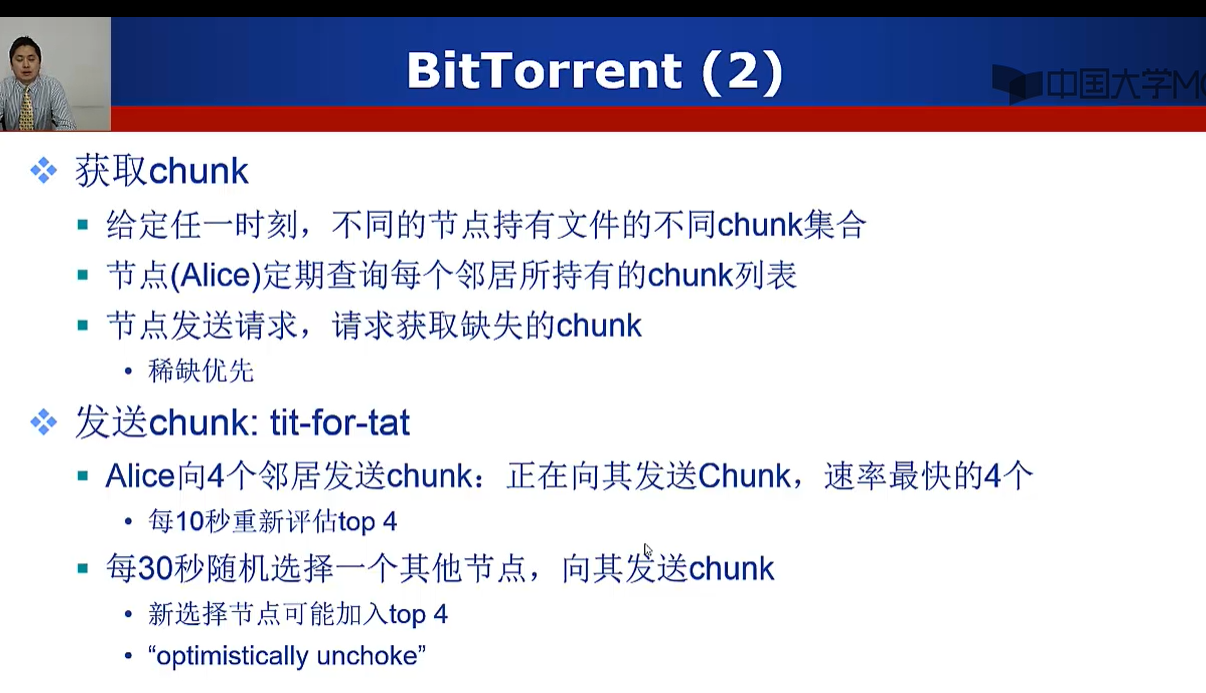 BitTorrent (2)
中国大学MO
获取chunk
给定任一时刻，不同的节点持有文件的不同chunk集合
节点(Alice)定期查询每个邻居所持有的chunk列表
节点发送请求，请求获取缺失的chunk
稀缺优先
发送chunk: tit-for-tat
Alice向4个邻居发送chunk：正在向其发送Chunk，速率最快的4个
每10秒重新评估top 4
每30秒随机选择一个其他节点，向其发送chunk
新选择节点可能加入top 4
“optimistically unchoke”